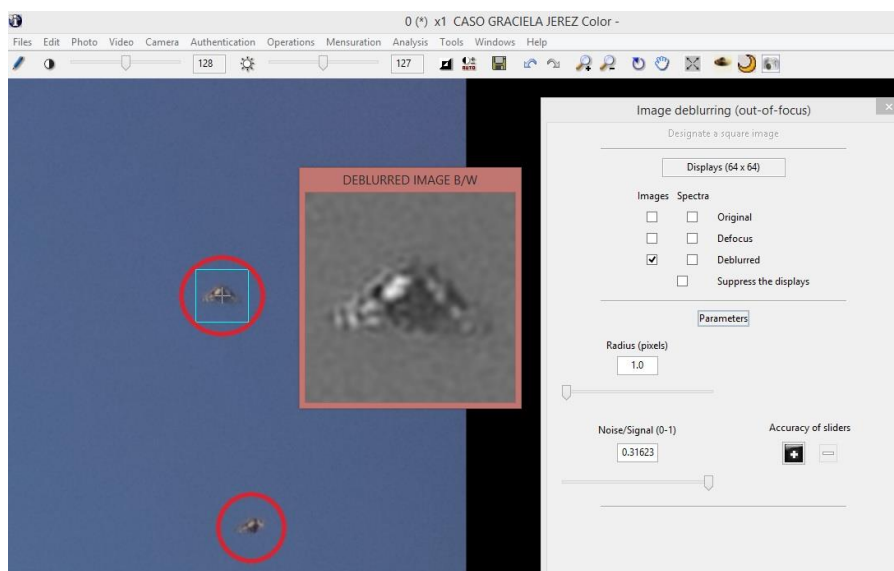 0 (*) x1 CASO GRACIELA JEREZ Color -
Files Edit Photo Video Camera Authentication Operations Mensuration Analysis Tools Windows Help
128
127
AUTO
Image deblurring (out-of-focus)
Designate a square image
Displays (64 x 64)
DEBLURRED IMAGE B/W
Images Spectra
Original
Defocus
Deblurred
Suppress the displays
Parameters
Radius (pixels)
1.0
Noise/Signal (0-1) Accuracy of sliders
0.31623